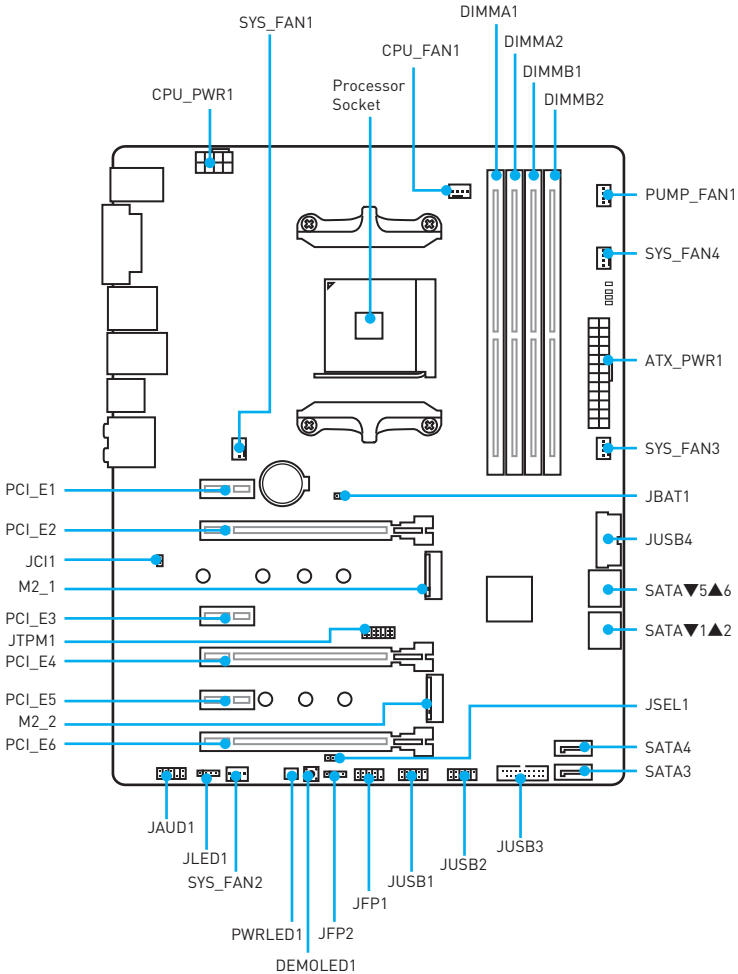 DIMMA1
SYS_FAN1
DIMMA2
CPU_FAN1
DIMMB1
Processor
Socket
CPU_PWR1
DIMMB2
PUMP_FAN1
SYS_FAN4
ATX_PWR1
SYS_FAN3
PCI_E1
JBAT1
PCI_E2
JUSB4
JCI1
M2_1
SATA▼5▲6
PCI_E3
SATA▼1▲2
JTPM1
PCI_E4
PCI_E5
JSEL1
M2_2
PCI_E6
SATA4
SATA3
JAUD1
JUSB3
JLED1
JUSB2
SYS_FAN2
JUSB1
JFP1
PWRLED1
JFP2
DEMOLED1